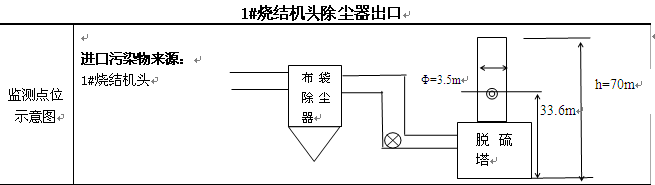 1#烧结机头除尘器出口
监测点位
示意图
进口污染物来源：
1#烧结机头
布袋
除尘
器
Φ=3.5m
h=70m
33.6m
脱硫
塔